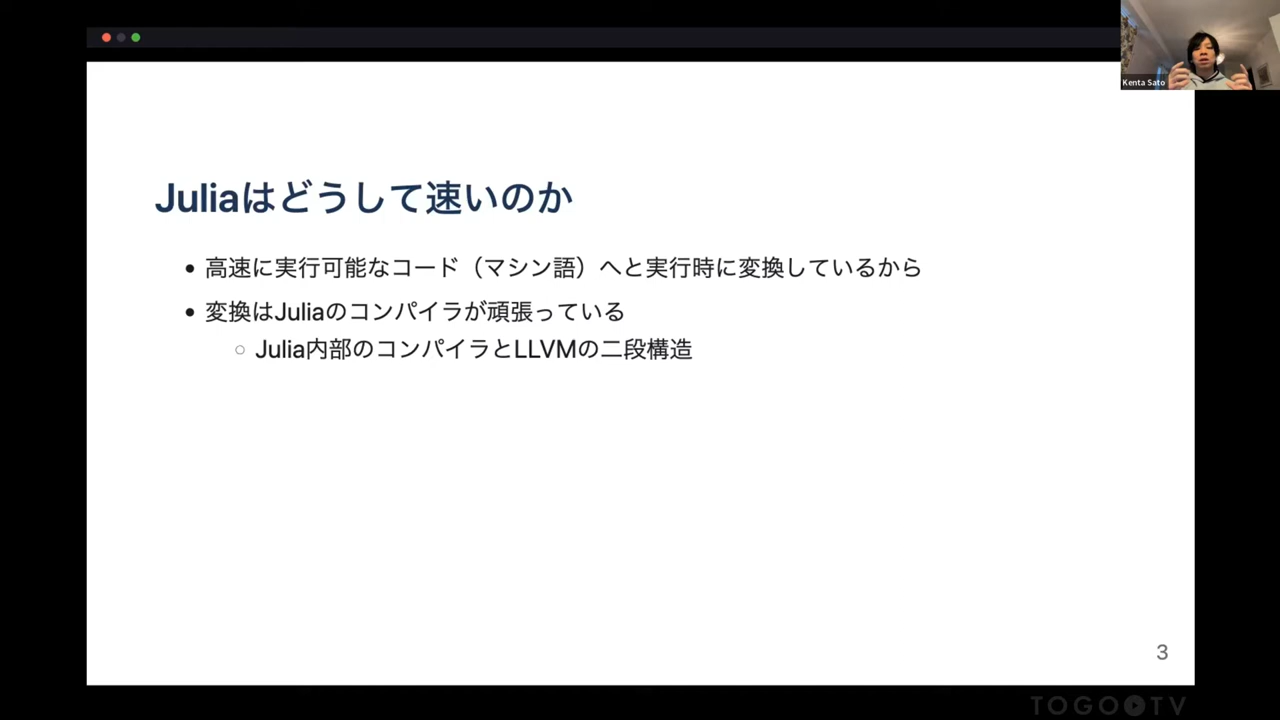 Kenta Sato
Juliaはどうして速いのか
高速に実行可能なコード（マシン語）へと実行時に変換しているから
変換はJuliaのコンパイラが頑張っている
Julia内部のコンパイラとLLVMの二段構造
3
TOGOTV